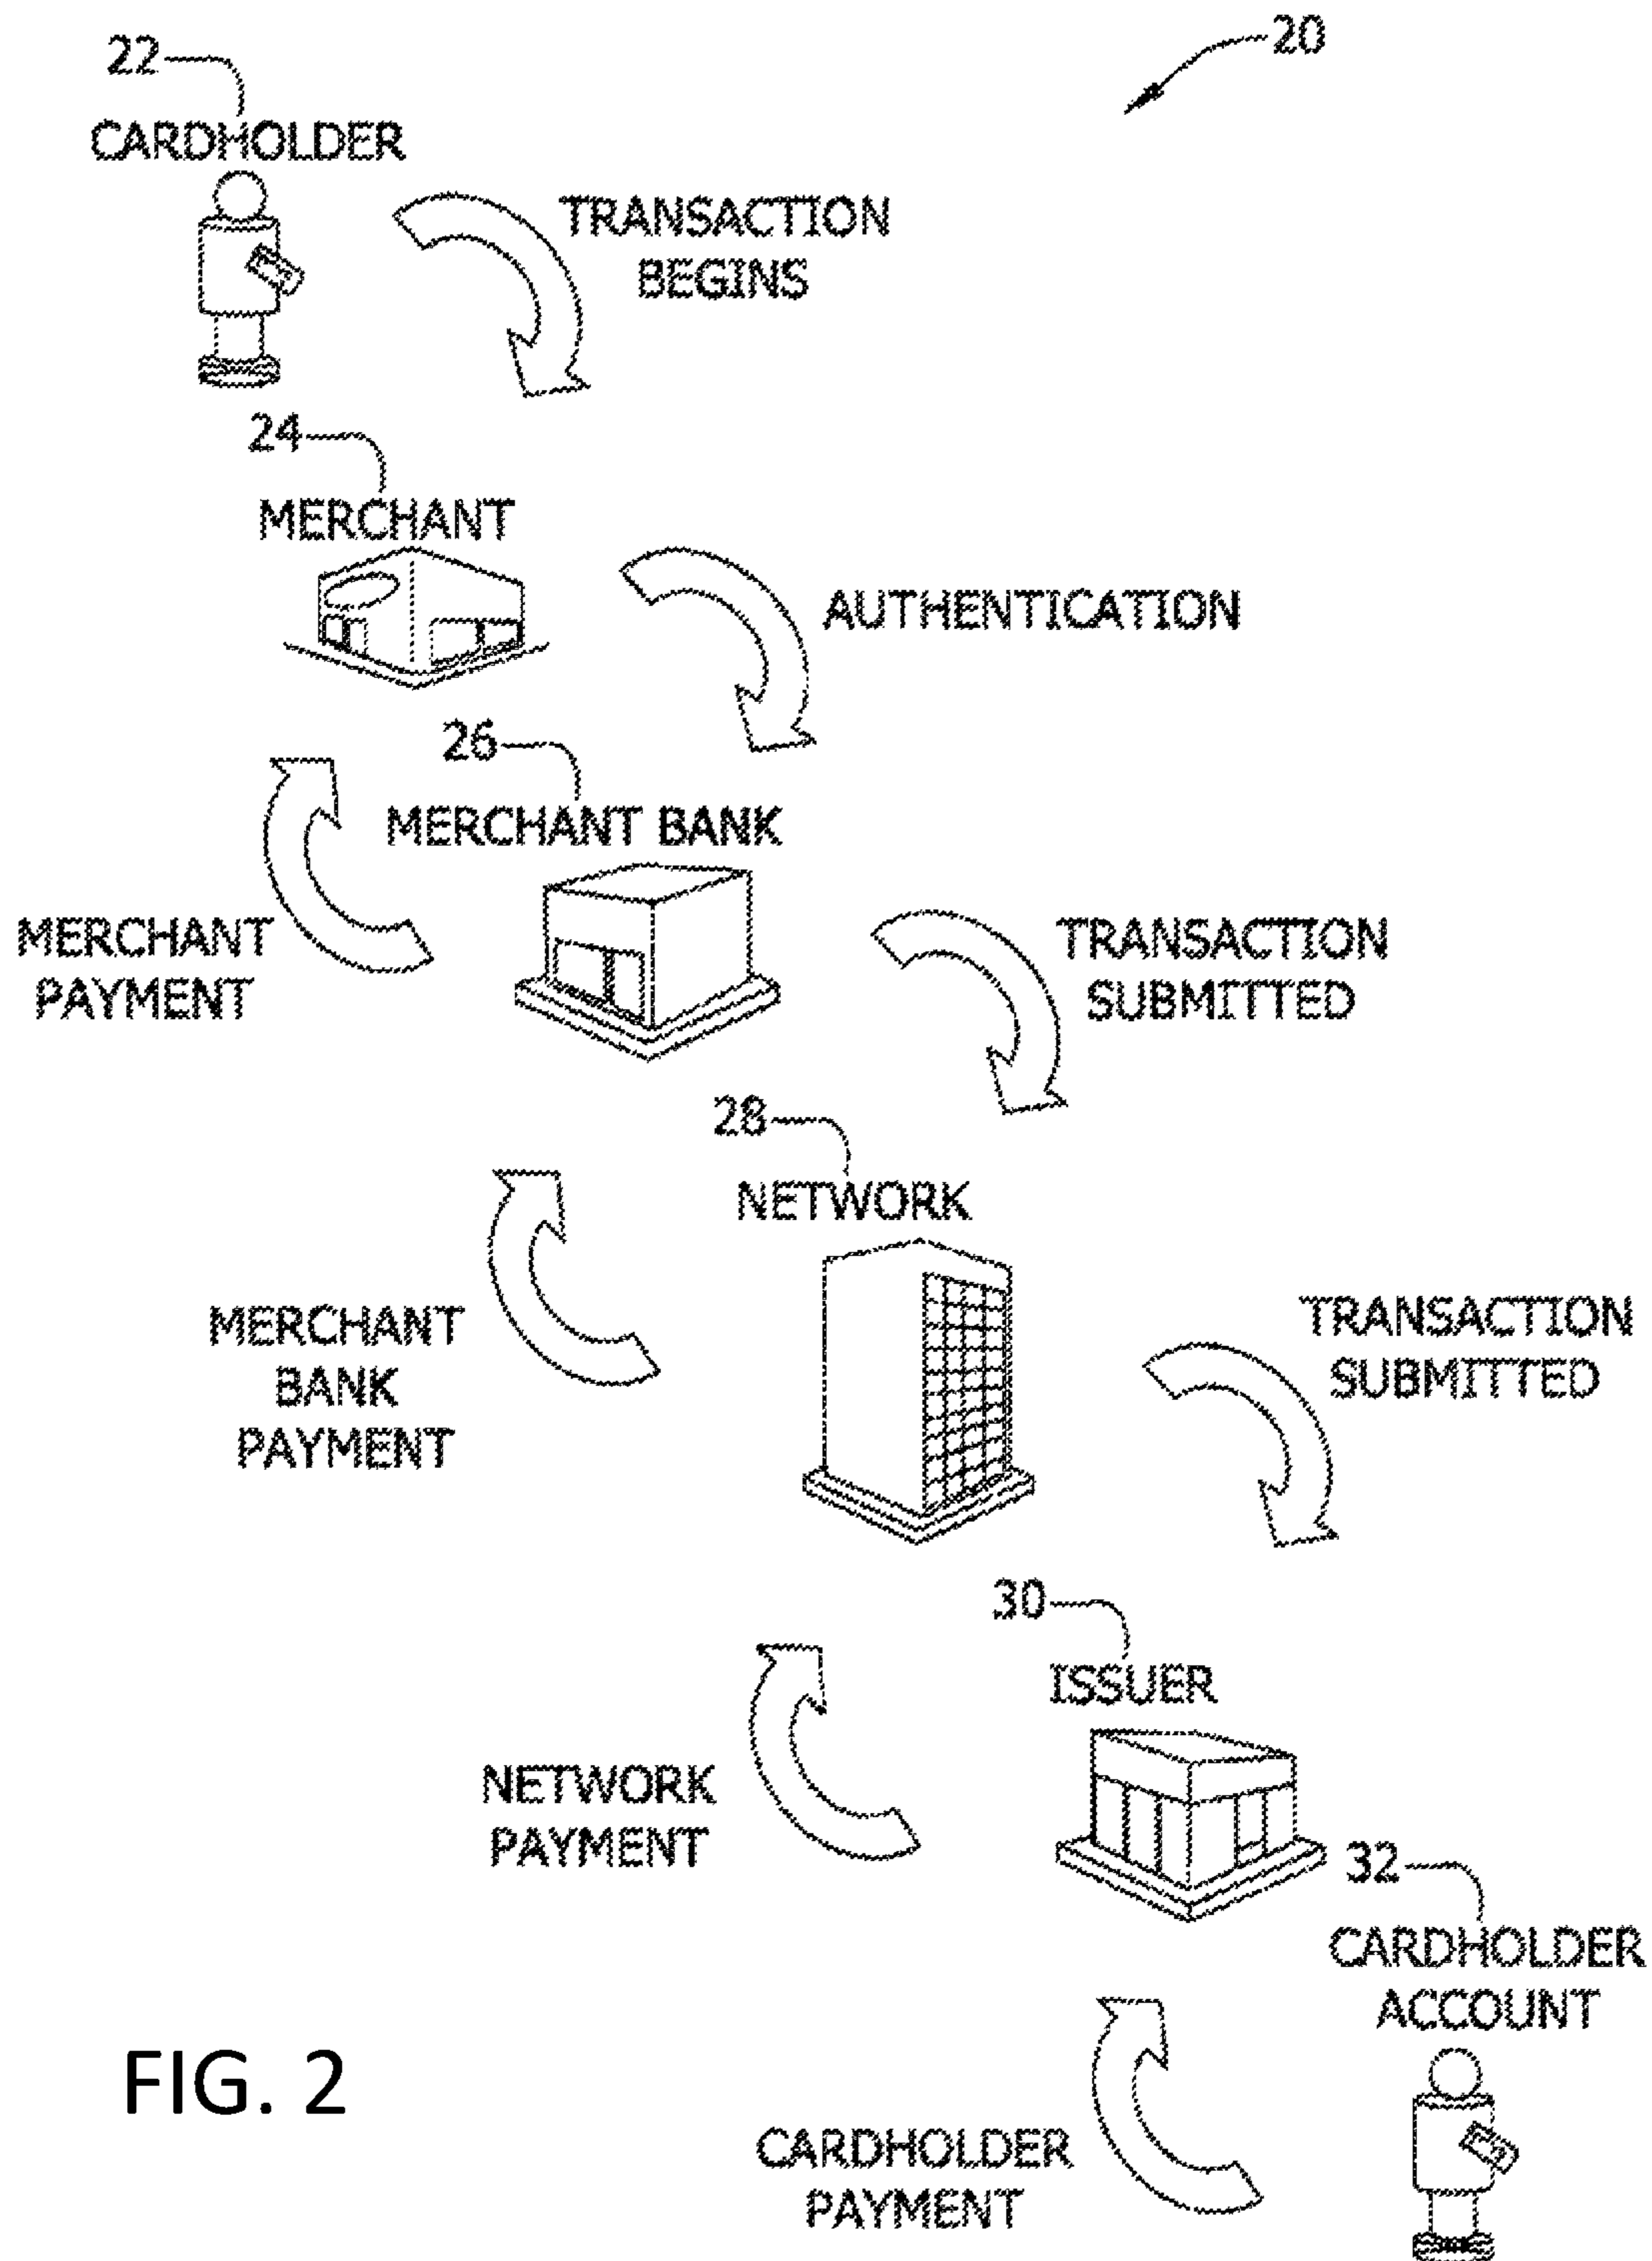 20
22
CARDHOLDER
TRANSACTION
BEGINS
24
MERCHANT
AUTHENTICATION
26
MERCHANT BANK
MERCHANT
PAYMENT
TRANSACTION
SUBMITTED
28
NETWORK
MERCHANT
BANK
PAYMENT
TRANSACTION
SUBMITTED
30
ISSUER
NETWORK
PAYMENT
32
CARDHOLDER
ACCOUNT
CARDHOLDER
PAYMENT
FIG. 2